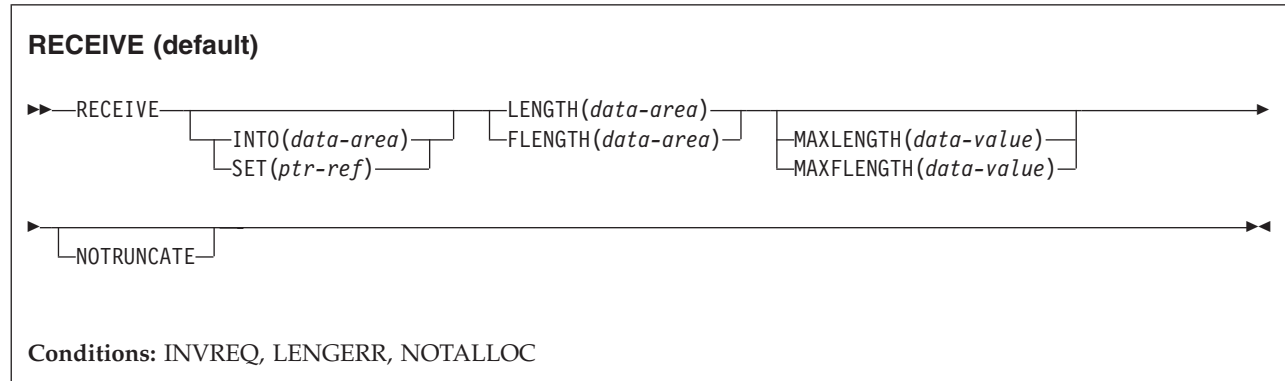 RECEIVE (default)
RECEIVE LENGTH(data-area)
INTO(data-area) FLENGTH(data-area) MAXLENGTH(data-value)
SET(ptr-ref) MAXFLENGTH(data-value)
NOTRUNCATE
Conditions: INVREQ, LENGERR, NOTALLOC